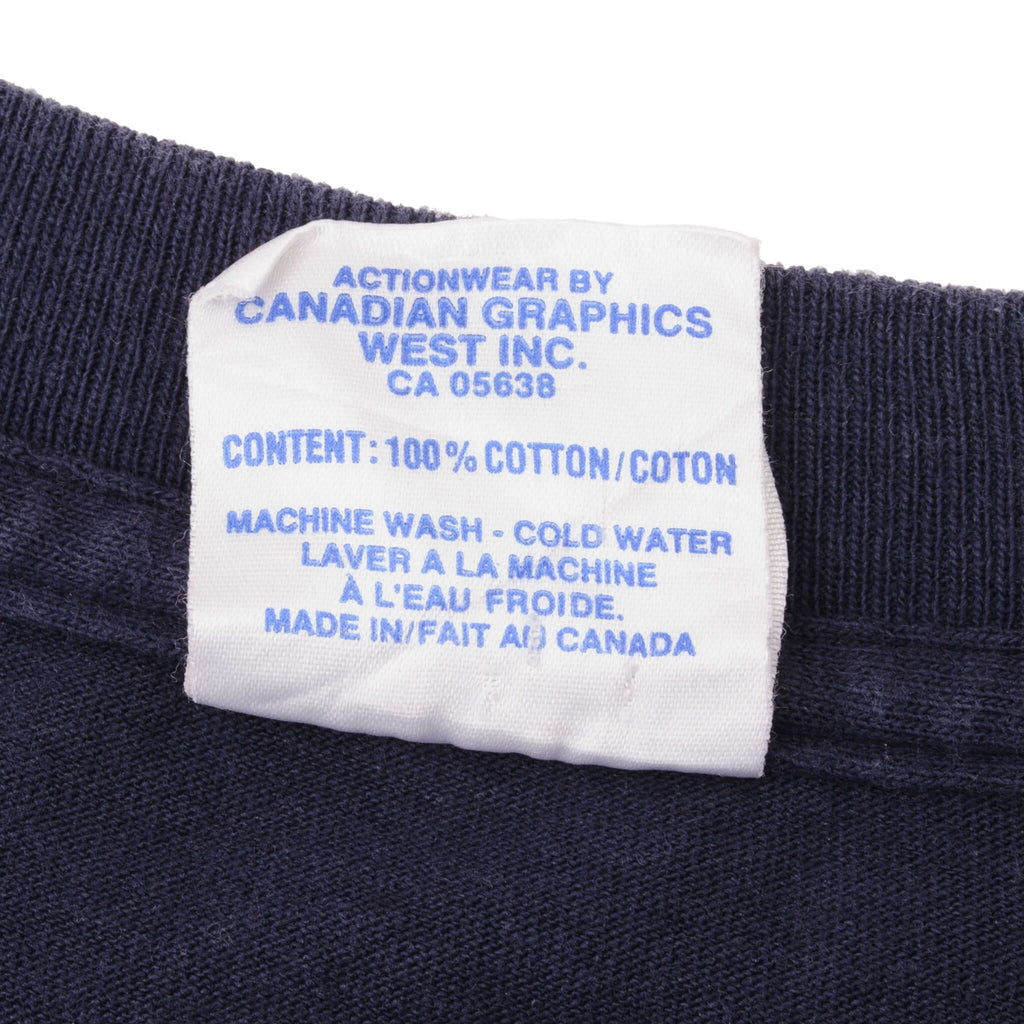 ACTIONWEAR BY
CANADIAN GRAPHICS
WEST INC.
CA 05638
CONTENT: 100% COTTON/COTON
MACHINE WASH - COLD WATER
LAVER A LA MACHINE
À L'EAU FROIDE.
MADE IN/FAIT AU CANADA